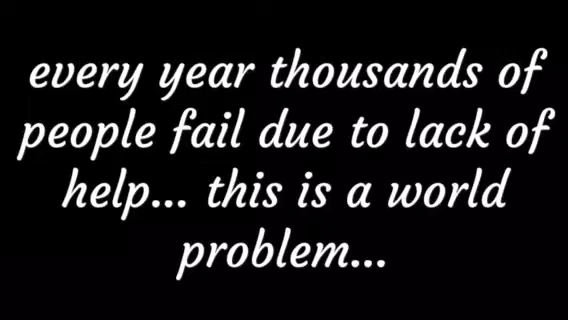 every year thousands of
people fail due to lack of
help... this is a world
problem...